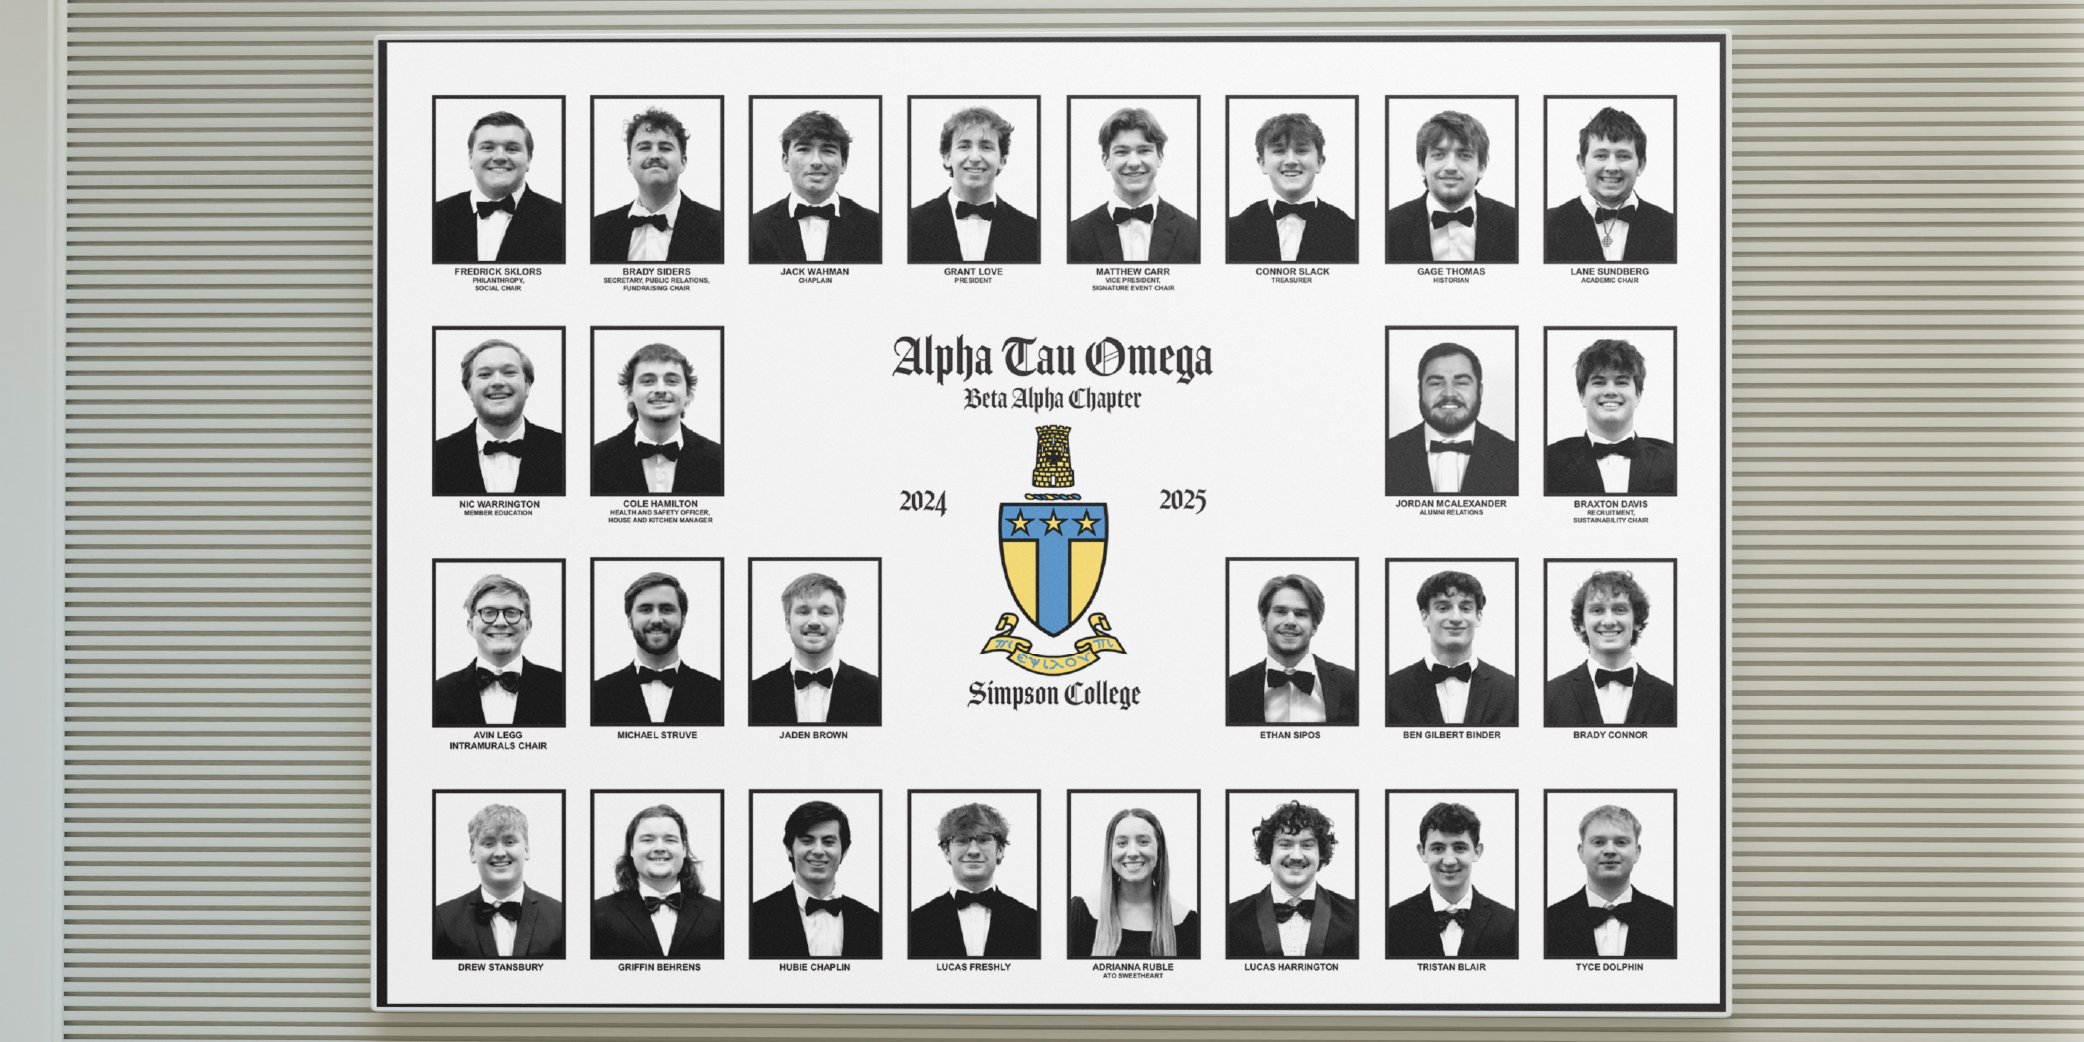 FREDRICK SKLORS
PHILANTHROPY,
SOCIAL CHAIR
BRADY SIDERS
SECRETARY, PUBLIC RELATIONS,
FUNDRAISING CHAIR
JACK WAHMAN
CHAPLAIN
GRANT LOVE
PRESIDENT
MATTHEW CARR
VICE PRESIDENT,
SIGNATURE EVENT CHAIR
CONNOR SLACK
TREASURER
GAGE THOMAS
HISTORIAN
LANE SUNDBERG
ACADEMIC CHAIR
NIC WARRINGTON
MEMBER EDUCATION
COLE HAMILTON
HEALTH AND SAFETY OFFICER,
HOUSE AND KITCHEN MANAGER
Alpha Tau Omega
Beta Alpha Chapter
2024
2025
JORDAN MCALEXANDER
ALUMNI RELATIONS
BRAXTON DAVIS
RECRUITMENT,
SUSTAINABILITY CHAIR
πι εψιλον πι
Simpson College
AVIN LEGG
INTRAMURALS CHAIR
MICHAEL STRUVE
JADEN BROWN
ETHAN SIPOS
BEN GILBERT BINDER
BRADY CONNOR
DREW STANSBURY
GRIFFIN BEHRENS
HUBIE CHAPLIN
LUCAS FRESHLY
ADRIANNA RUBLE
ATO SWEETHEART
LUCAS HARRINGTON
TRISTAN BLAIR
TYCE DOLPHIN